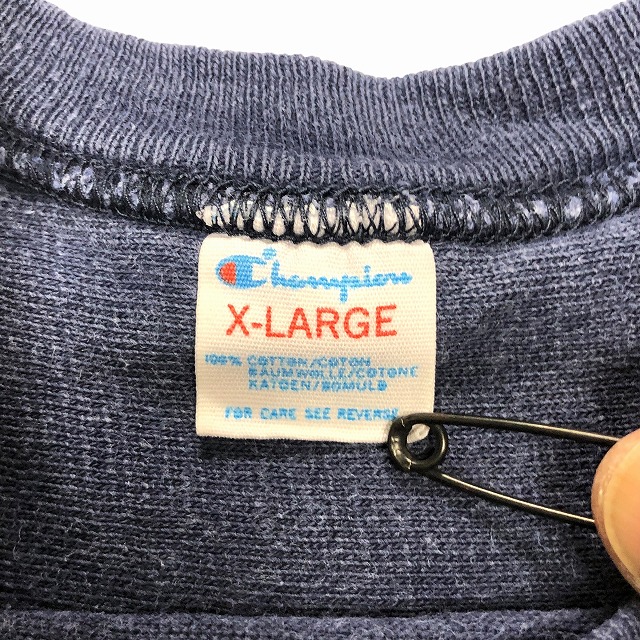 Champion
X-LARGE
100% COTTON/COTON
BAUMWOLLE/COTONE
KATOEN/BOMULD
FOR CARE SEE REVERSE